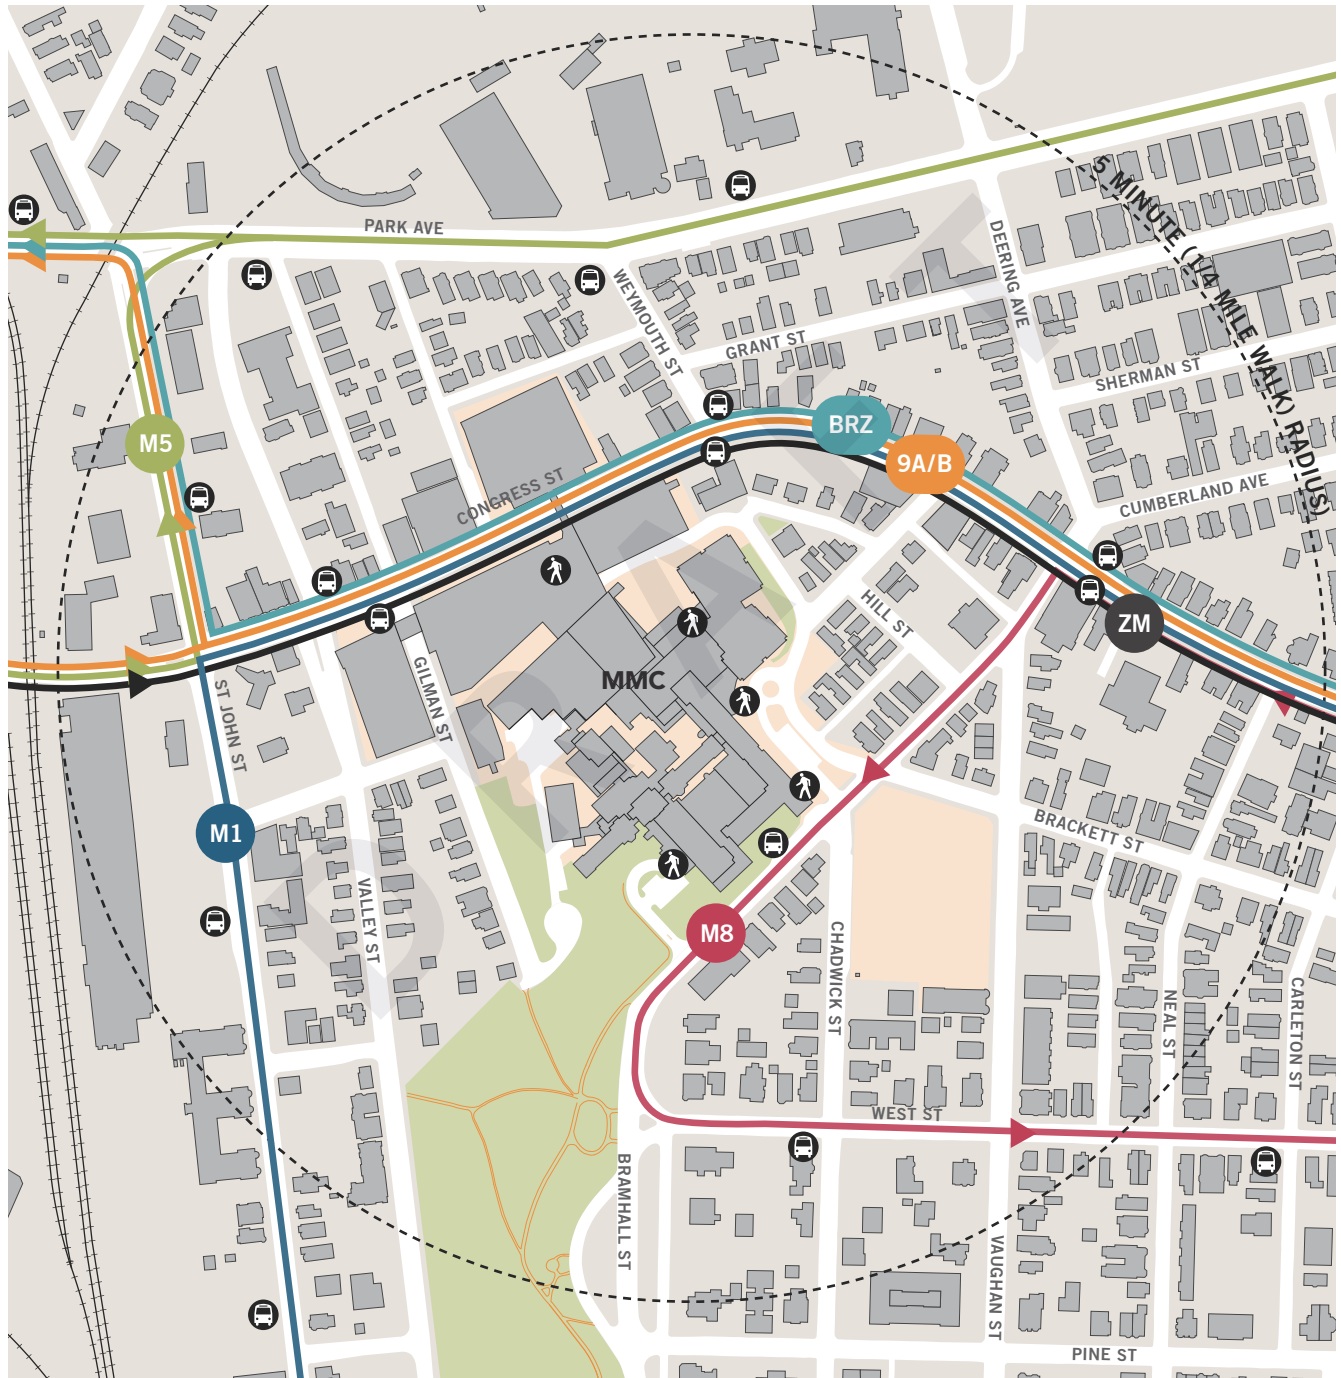 PARK AVE
WEYMOUTH ST
DEERING AVE
5 MINUTE (1/4 MILE WALK) RADIUS)
GRANT ST
SHERMAN ST
BRZ
M5
9A/B
CONGRESS ST
CUMBERLAND AVE
HILL ST
ZM
MMC
GILMAN ST
ST JOHN ST
M1
BRACKETT ST
VALLEY ST
M8
CHADWICK ST
NEAL ST
CARLETON ST
WEST ST
BRAMHALL ST
VAUGHAN ST
PINE ST
DRAFT